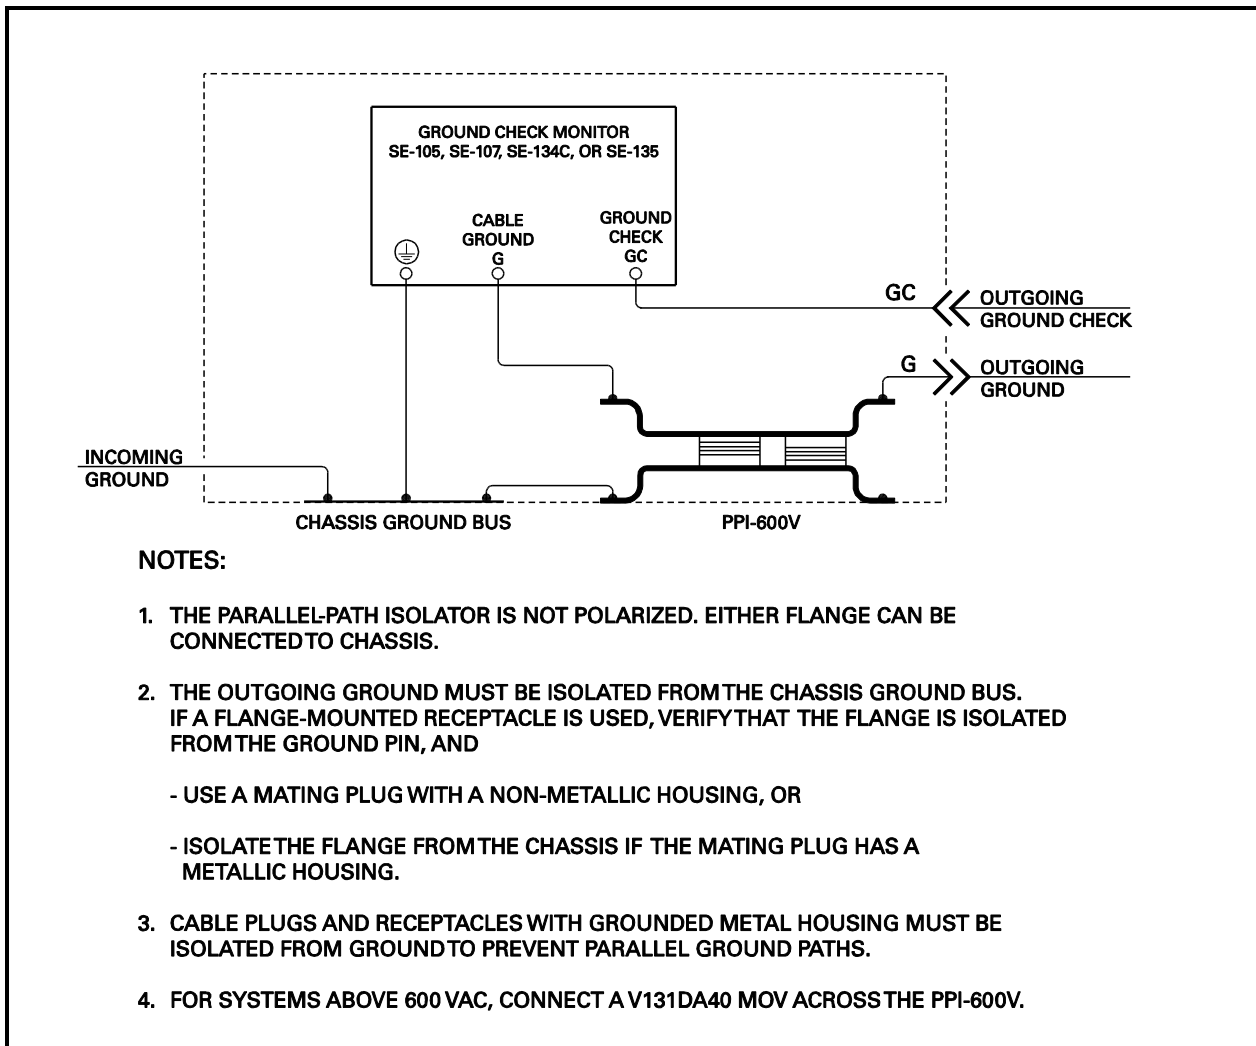 GROUND CHECK MONITOR
SE-105, SE-107, SE-134C, OR SE-135
CABLE
GROUND
G
GROUND
CHECK
GC
GC
OUTGOING
GROUND CHECK
G
OUTGOING
GROUND
INCOMING
GROUND
CHASSIS GROUND BUS
PPI-600V
NOTES:
1. THE PARALLEL-PATH ISOLATOR IS NOT POLARIZED. EITHER FLANGE CAN BE
CONNECTED TO CHASSIS.
2. THE OUTGOING GROUND MUST BE ISOLATED FROM THE CHASSIS GROUND BUS.
IF A FLANGE-MOUNTED RECEPTACLE IS USED, VERIFY THAT THE FLANGE IS ISOLATED
FROM THE GROUND PIN, AND
- USE A MATING PLUG WITH A NON-METALLIC HOUSING, OR
- ISOLATE THE FLANGE FROM THE CHASSIS IF THE MATING PLUG HAS A
METALLIC HOUSING.
3. CABLE PLUGS AND RECEPTACLES WITH GROUNDED METAL HOUSING MUST BE
ISOLATED FROM GROUND TO PREVENT PARALLEL GROUND PATHS.
4. FOR SYSTEMS ABOVE 600 VAC, CONNECT A V131DA40 MOV ACROSS THE PPI-600V.